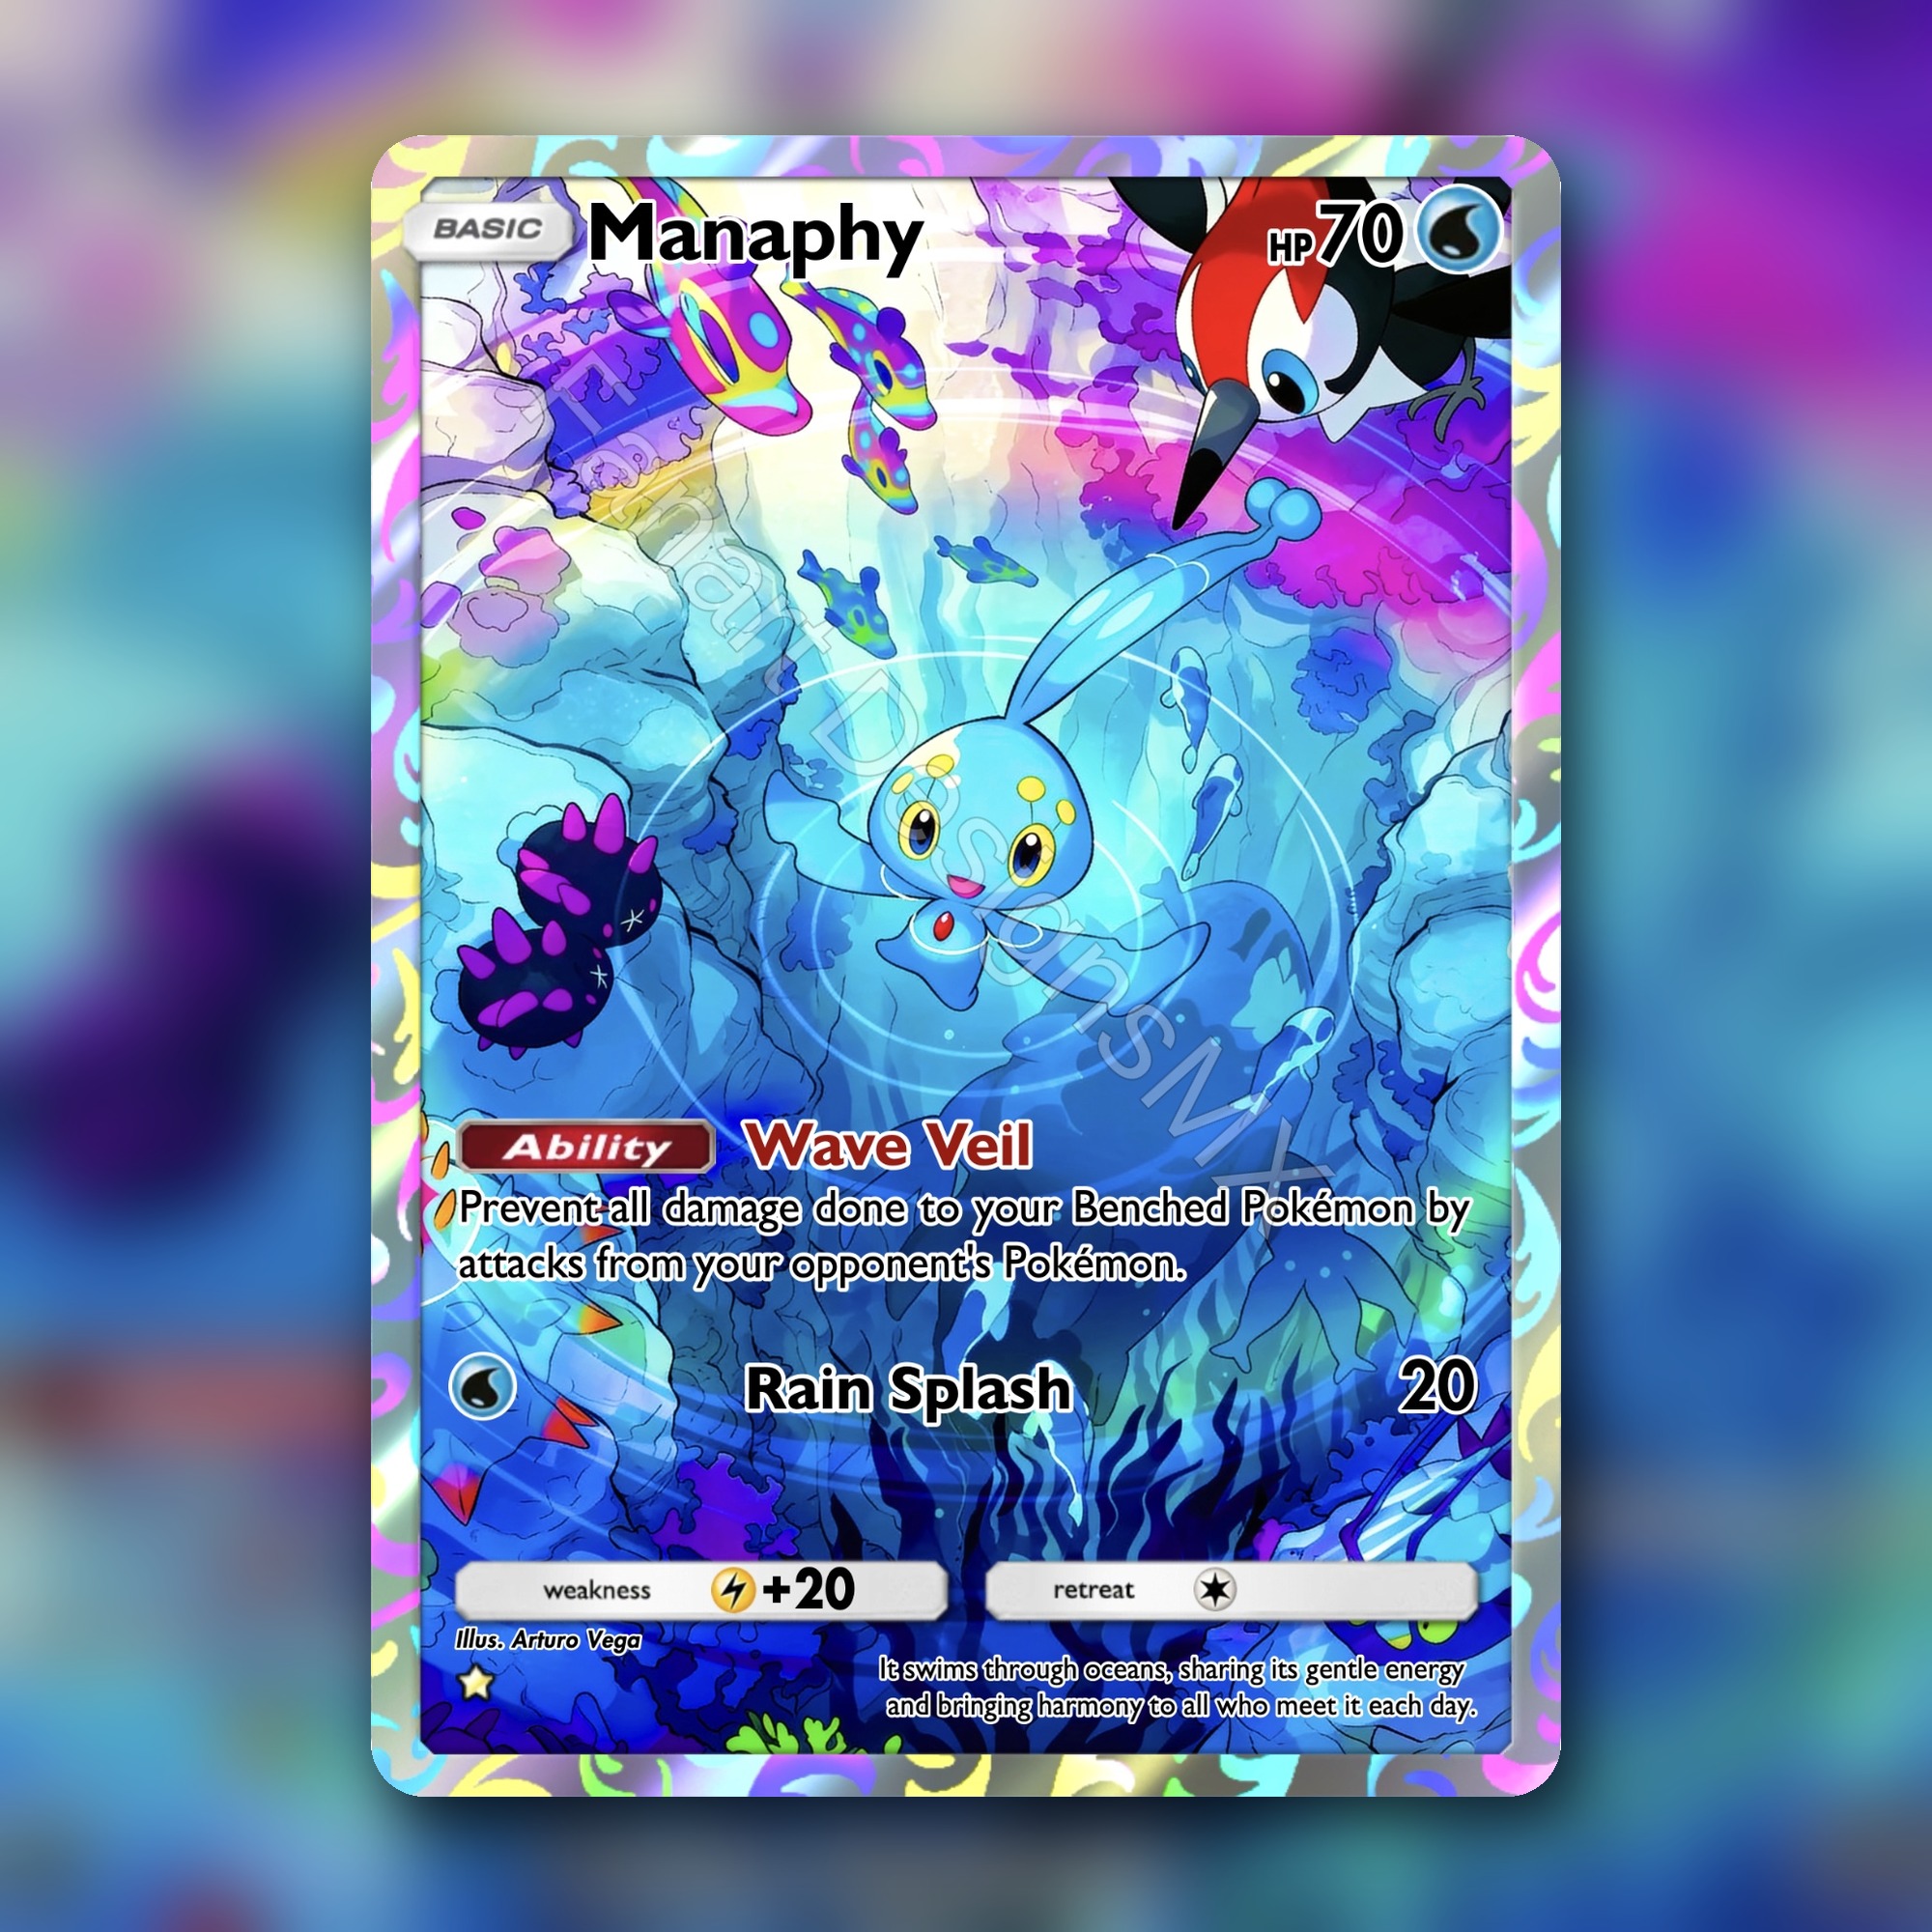 BASIC
Manaphy
HP 70
Ability Wave Veil
Prevent all damage done to your Benched Pokémon by
attacks from your opponent's Pokémon.
Rain Splash 20
weakness +20 retreat
Illus. Arturo Vega
It swims through oceans, sharing its gentle energy
and bringing harmony to all who meet it each day.